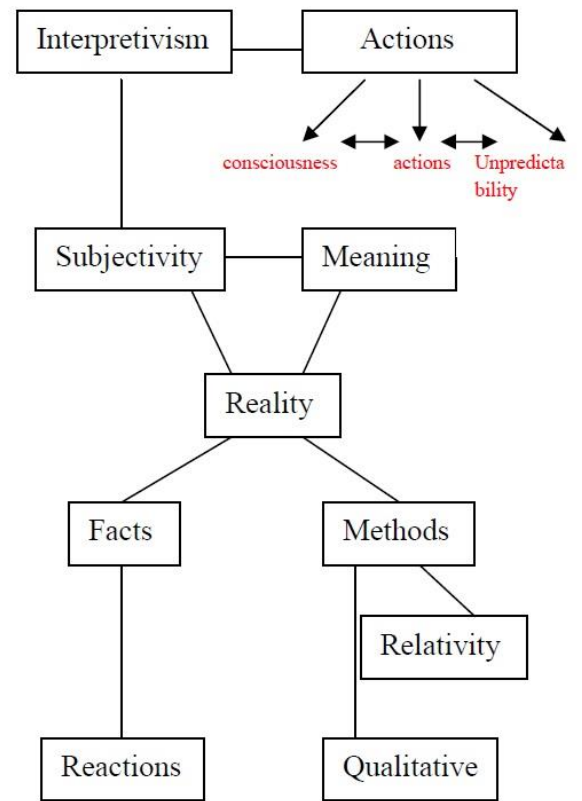 Interpretivism
Actions
consciousness
actions
Unpredicta
bility
Subjectivity
Meaning
Reality
Facts
Methods
Relativity
Reactions
Qualitative